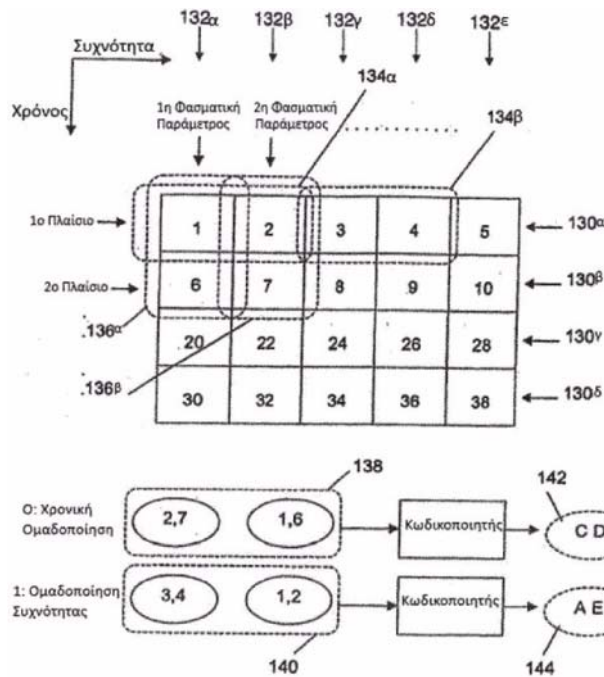 132α 132β 132γ 132δ 132ε
Συχνότητα
Χρόνος
134α
1η Φασματική Παράμετρος
2η Φασματική Παράμετρος
134β
1ο Πλαίσιο
1 2 3 4 5
130α
2ο Πλαίσιο
6 7 8 9 10
130β
136α
20 22 24 26 28
130γ
136β
30 32 34 36 38
130δ
138
142
Ο: Χρονική
Ομαδοποίηση
2,7 1,6
Κωδικοποιητής
C D
1: Ομαδοποίηση
Συχνότητας
3,4 1,2
Κωδικοποιητής
A E
140
144